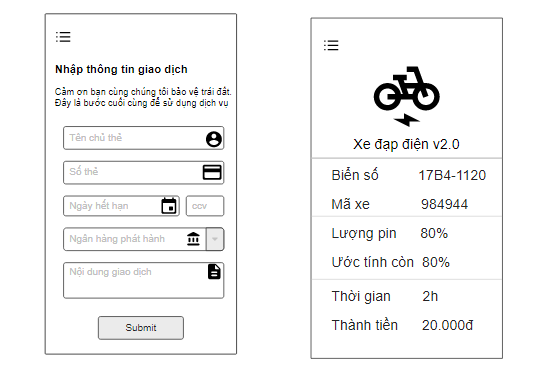 Nhập thông tin giao dịch
Cảm ơn bạn cùng chúng tôi bảo vệ trái đất.
Đây là bước cuối cùng để sử dụng dịch vụ
Tên chủ thẻ
Số thẻ
Ngày hết hạn
ccv
Ngân hàng phát hành
Nội dung giao dịch
Submit
Xe đạp điện v2.0
Biển số 17B4-1120
Mã xe 984944
Lượng pin 80%
Ước tính còn 80%
Thời gian 2h
Thành tiền 20.000đ